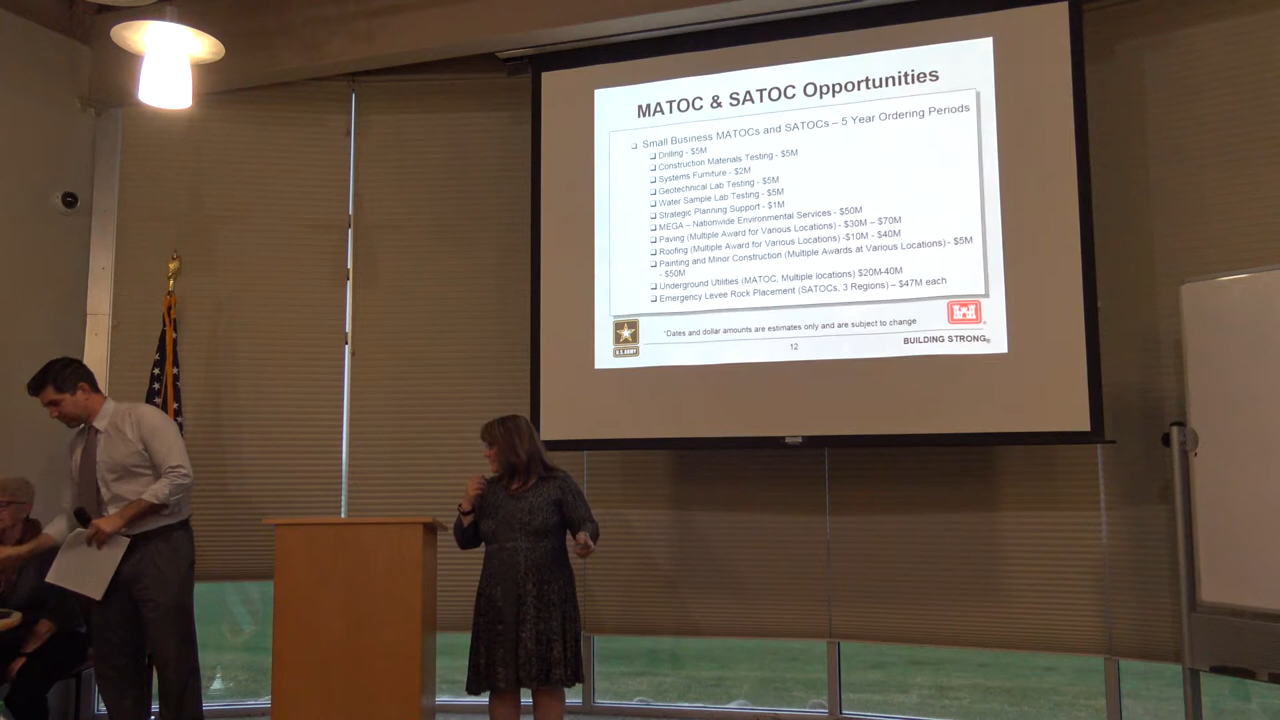 MATOC & SATOC Opportunities
❑ Small Business MATOCs and SATOCs – 5 Year Ordering Periods
❑ Drilling - $5M
❑ Construction Materials Testing - $5M
❑ Systems Furniture - $2M
❑ Geotechnical Lab Testing - $5M
❑ Water Sample Lab Testing - $5M
❑ Strategic Planning Support - $1M
❑ MEGA – Nationwide Environmental Services - $50M
❑ Paving (Multiple Award for Various Locations) - $30M – $70M
❑ Roofing (Multiple Award for Various Locations) -$10M - $40M
❑ Painting and Minor Construction (Multiple Awards at Various Locations) - $5M
- $50M
❑ Underground Utilities (MATOC, Multiple locations) $20M-40M
❑ Emergency Levee Rock Placement (SATOCs, 3 Regions) – $47M each
*Dates and dollar amounts are estimates only and are subject to change
U.S. ARMY
12
BUILDING STRONG®